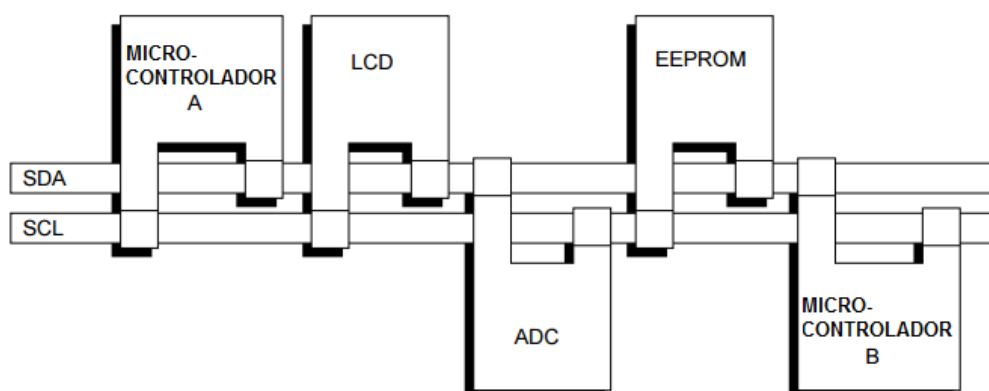 MICRO-
CONTROLADOR
A
LCD
EEPROM
SDA
SCL
ADC
MICRO-
CONTROLADOR
B